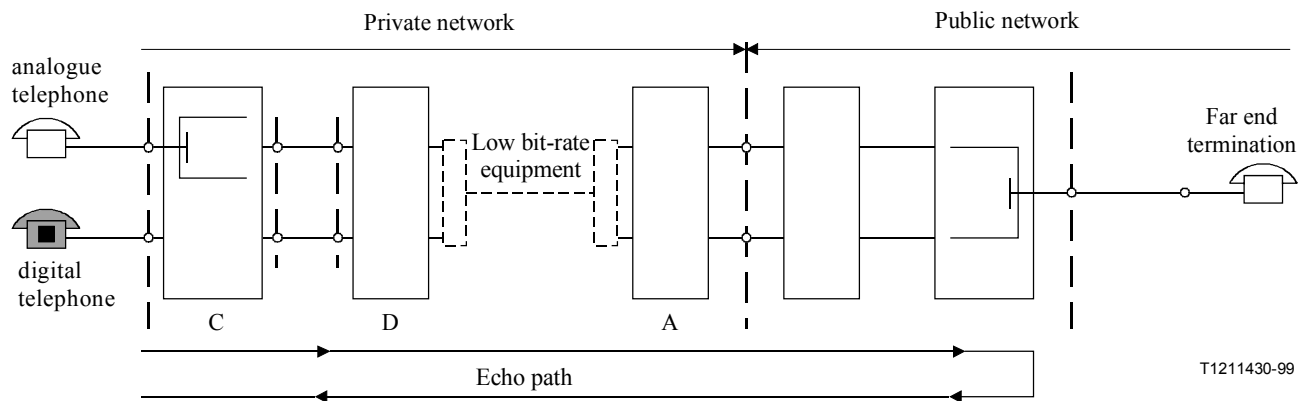 Private network
Public network
analogue
telephone
Low bit-rate
equipment
Far end
termination
digital
telephone
C
D
A
Echo path
T1211430-99